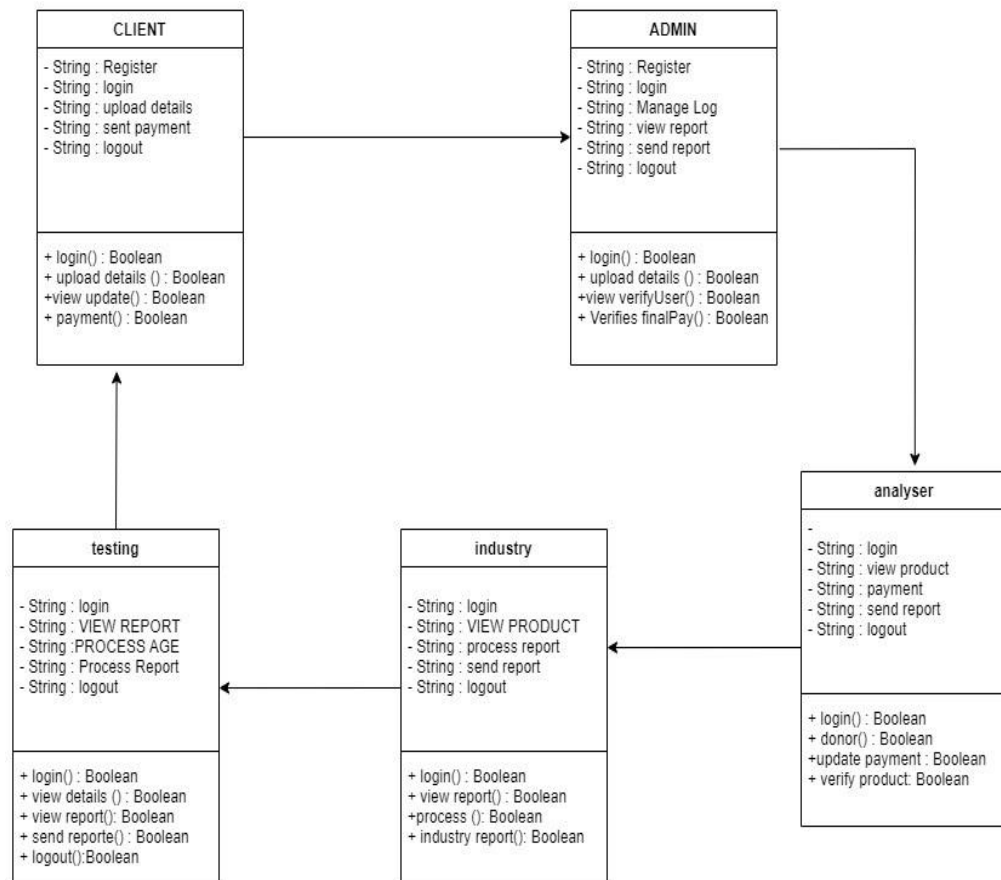 CLIENT
- String : Register
- String : login
- String : upload details
- String : sent payment
- String : logout
+ login() : Boolean
+ upload details () : Boolean
+view update() : Boolean
+ payment() : Boolean
ADMIN
- String : Register
- String : login
- String : Manage Log
- String : view report
- String : send report
- String : logout
+ login() : Boolean
+ upload details () : Boolean
+view verifyUser() : Boolean
+ Verifies finalPay() : Boolean
analyser
-
- String : login
- String : view product
- String : payment
- String : send report
- String : logout
+ login() : Boolean
+ donor() : Boolean
+update payment : Boolean
+ verify product: Boolean
industry
- String : login
- String : VIEW PRODUCT
- String : process report
- String : send report
- String : logout
+ login() : Boolean
+ view report() : Boolean
+process (): Boolean
+ industry report(): Boolean
testing
- String : login
- String : VIEW REPORT
- String :PROCESS AGE
- String : Process Report
- String : logout
+ login() : Boolean
+ view details () : Boolean
+ view report(): Boolean
+ send reporte() : Boolean
+ logout():Boolean